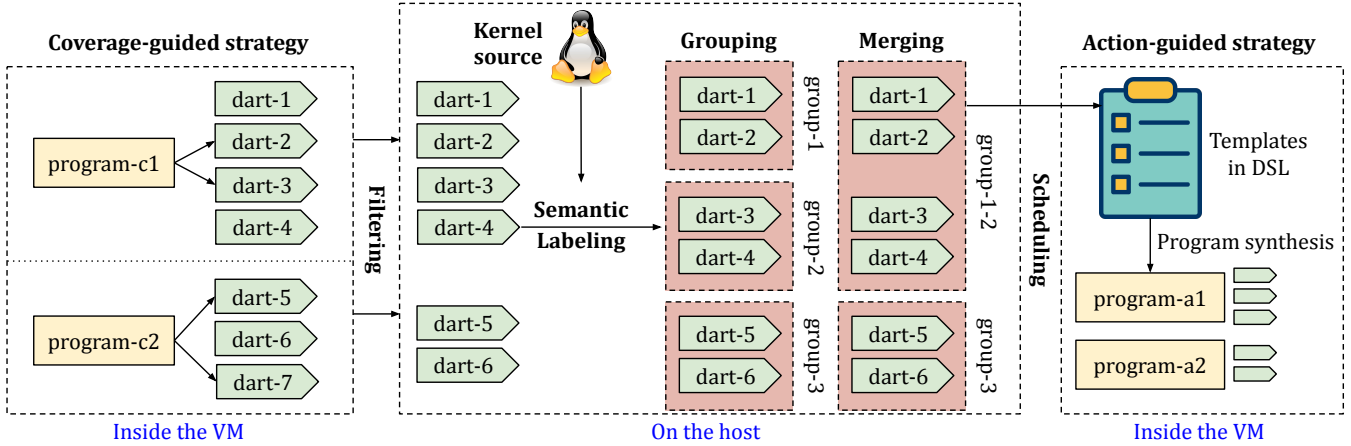 Coverage-guided strategy
program-c1
dart-1
dart-2
dart-3
dart-4
program-c2
dart-5
dart-6
dart-7
Inside the VM
Filtering
Kernel
source
dart-1
dart-2
dart-3
dart-4
dart-5
dart-6
Semantic
Labeling
Grouping
dart-1
dart-2
group-1
dart-3
dart-4
group-2
dart-5
dart-6
group-3
Merging
dart-1
dart-2
dart-3
dart-4
group-1-2
dart-5
dart-6
group-3
On the host
Scheduling
Action-guided strategy
Templates
in DSL
Program synthesis
program-a1
program-a2
Inside the VM